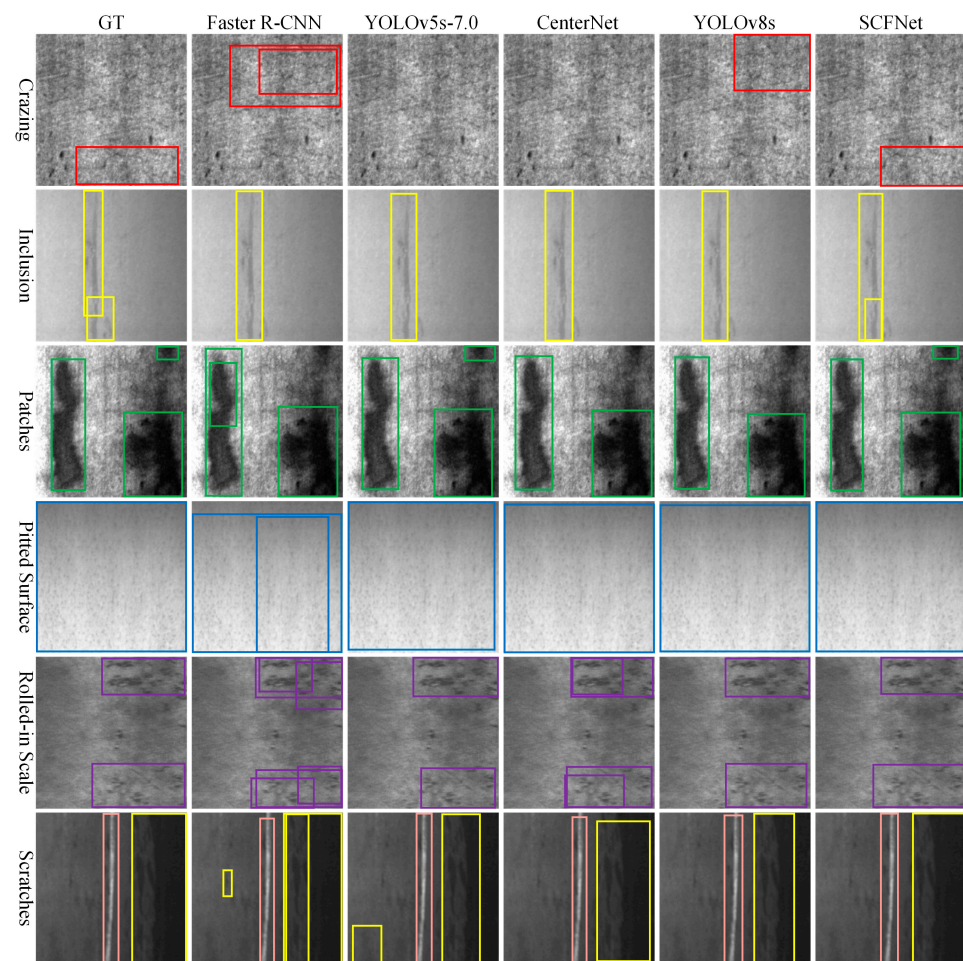 GT Faster R-CNN YOLOv5s-7.0 CenterNet YOLOv8s SCFNet
Crazing
Inclusion
Patches
Pitted Surface
Rolled-in Scale
Scratches